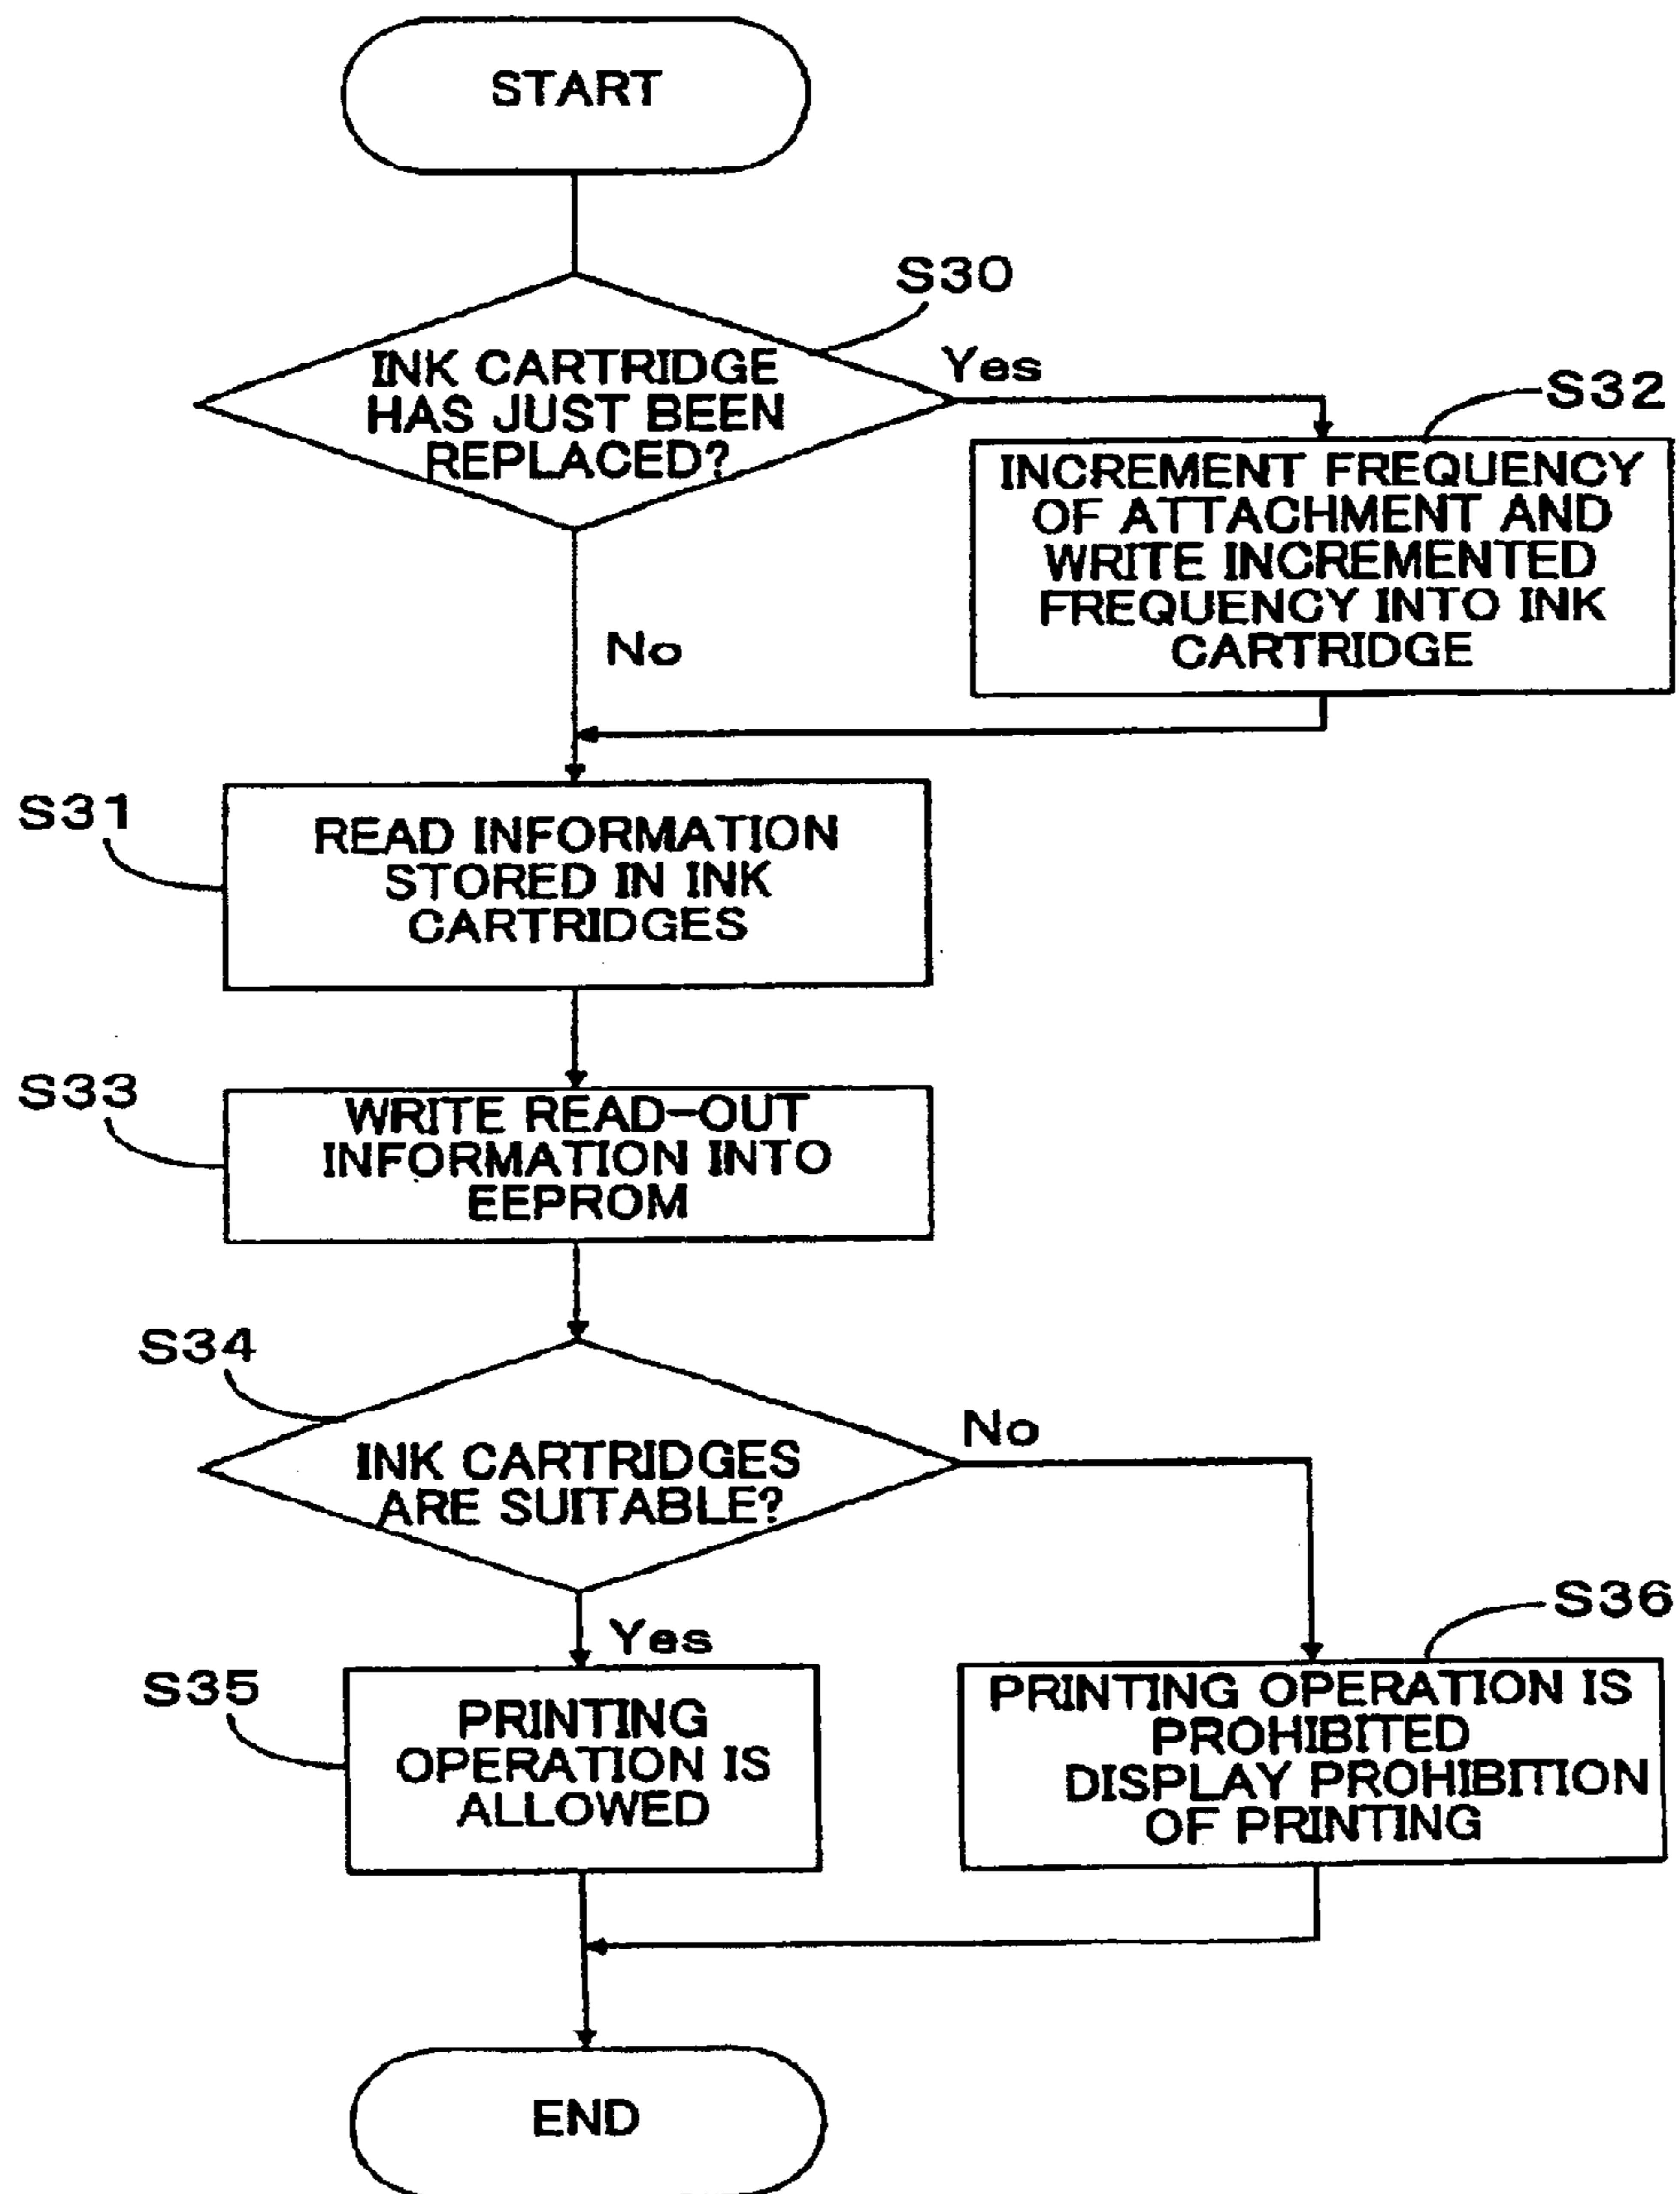 START
S30
INK CARTRIDGE
HAS JUST BEEN
REPLACED?
Yes
S32
INCREMENT FREQUENCY
OF ATTACHMENT AND
WRITE INCREMENTED
FREQUENCY INTO INK
CARTRIDGE
No
S31
READ INFORMATION
STORED IN INK
CARTRIDGES
S33
WRITE READ-OUT
INFORMATION INTO
EEPROM
S34
INK CARTRIDGES
ARE SUITABLE?
No
Yes
S35
PRINTING
OPERATION IS
ALLOWED
S36
PRINTING OPERATION IS
PROHIBITED
DISPLAY PROHIBITION
OF PRINTING
END